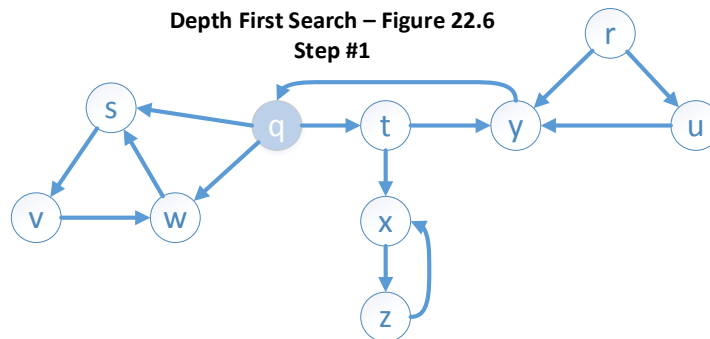 Depth First Search – Figure 22.6
Step #1
r
s
q
t
y
u
v
w
x
z